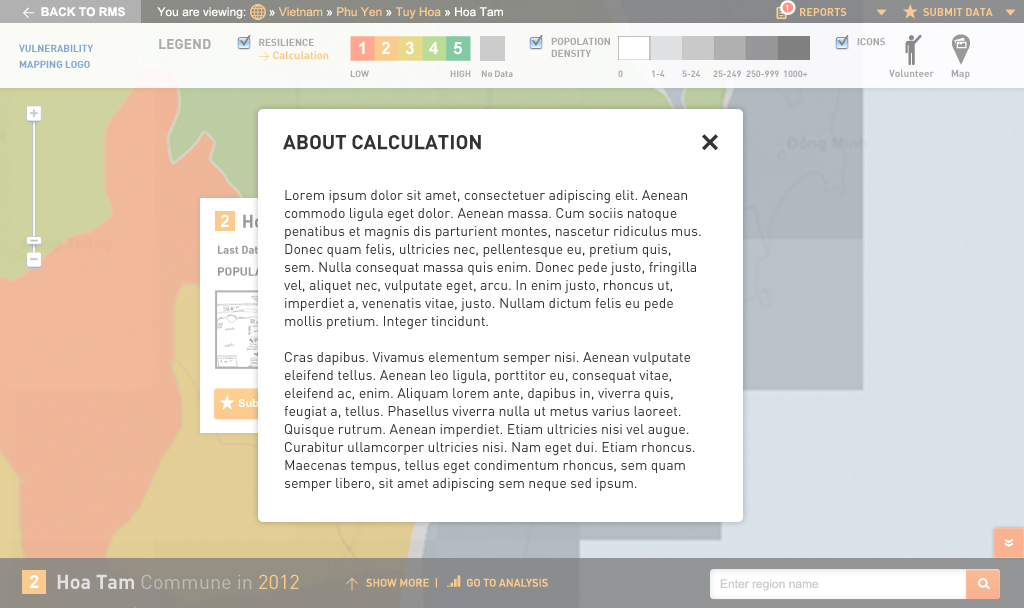 BACK TO RMS
You are viewing: » Vietnam » Phu Yen » Tuy Hoa » Hoa Tam
1
REPORTS
SUBMIT DATA
VULNERABILITY
MAPPING LOGO
LEGEND
RESILIENCE
Calculation
1 2 3 4 5
LOW HIGH No Data
POPOLATION
DENSITY
0 1-4 5-24 25-249 250-999 1000+
ICONS
Volunteer Map
Đồng Minh
ABOUT CALCULATION
Lorem ipsum dolor sit amet, consectetuer adipiscing elit. Aenean
commodo ligula eget dolor. Aenean massa. Cum sociis natoque
penatibus et magnis dis parturient montes, nascetur ridiculus mus.
Donec quam felis, ultricies nec, pellentesque eu, pretium quis,
sem. Nulla consequat massa quis enim. Donec pede justo, fringilla
vel, aliquet nec, vulputate eget, arcu. In enim justo, rhoncus ut,
imperdiet a, venenatis vitae, justo. Nullam dictum felis eu pede
mollis pretium. Integer tincidunt.
Cras dapibus. Vivamus elementum semper nisi. Aenean vulputate
eleifend tellus. Aenean leo ligula, porttitor eu, consequat vitae,
eleifend ac, enim. Aliquam lorem ante, dapibus in, viverra quis,
feugiat a, tellus. Phasellus viverra nulla ut metus varius laoreet.
Quisque rutrum. Aenean imperdiet. Etiam ultricies nisi vel augue.
Curabitur ullamcorper ultricies nisi. Nam eget dui. Etiam rhoncus.
Maecenas tempus, tellus eget condimentum rhoncus, sem quam
semper libero, sit amet adipiscing sem neque sed ipsum.
2 Ho
Last Dat
POPULA
Sub
2 Hoa Tam Commune in 2012
SHOW MORE |
GO TO ANALYSIS
Enter region name